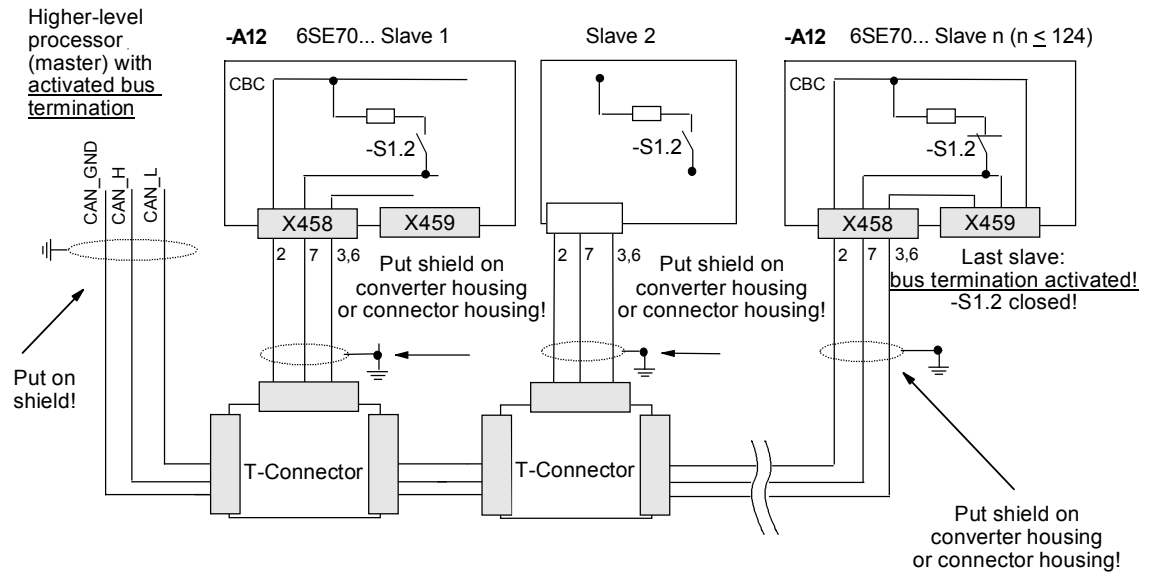 Higher-level
processor
(master) with
activated bus
termination
-A12 6SE70... Slave 1
Slave 2
-A12 6SE70... Slave n (n ≤ 124)
CBC
-S1.2
-S1.2
CBC
-S1.2
CAN_GND
CAN_H
CAN_L
X458
X459
X458
X459
2 7 3,6
Put shield on
converter housing
or connector housing!
2 7 3,6
Put shield on
converter housing
or connector housing!
2 7 3,6
Last slave:
bus termination activated!
-S1.2 closed!
Put on
shield!
T-Connector
T-Connector
Put shield on
converter housing
or connector housing!